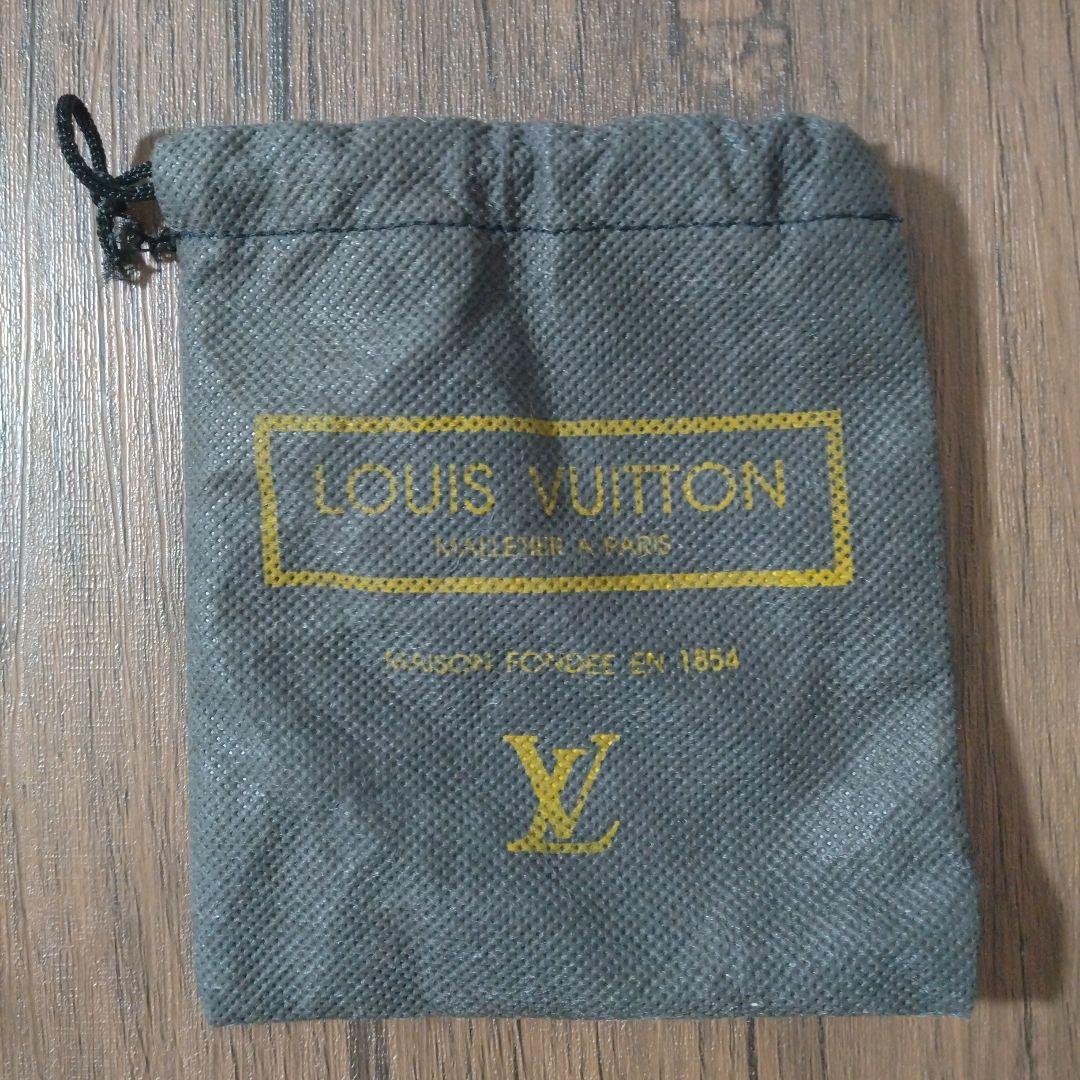 LOUIS VUITTON
MALLETIER A PARIS
MAISON FONDEE EN 1854
LV